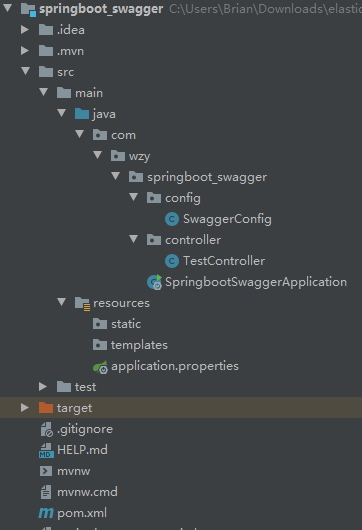 springboot_swagger C:\Users\Brian\Downloads\elastic
.idea
.mvn
src
main
java
com
wzy
springboot_swagger
config
SwaggerConfig
controller
TestController
SpringbootSwaggerApplication
resources
static
templates
application.properties
test
target
.gitignore
HELP.md
mvnw
mvnw.cmd
pom.xml